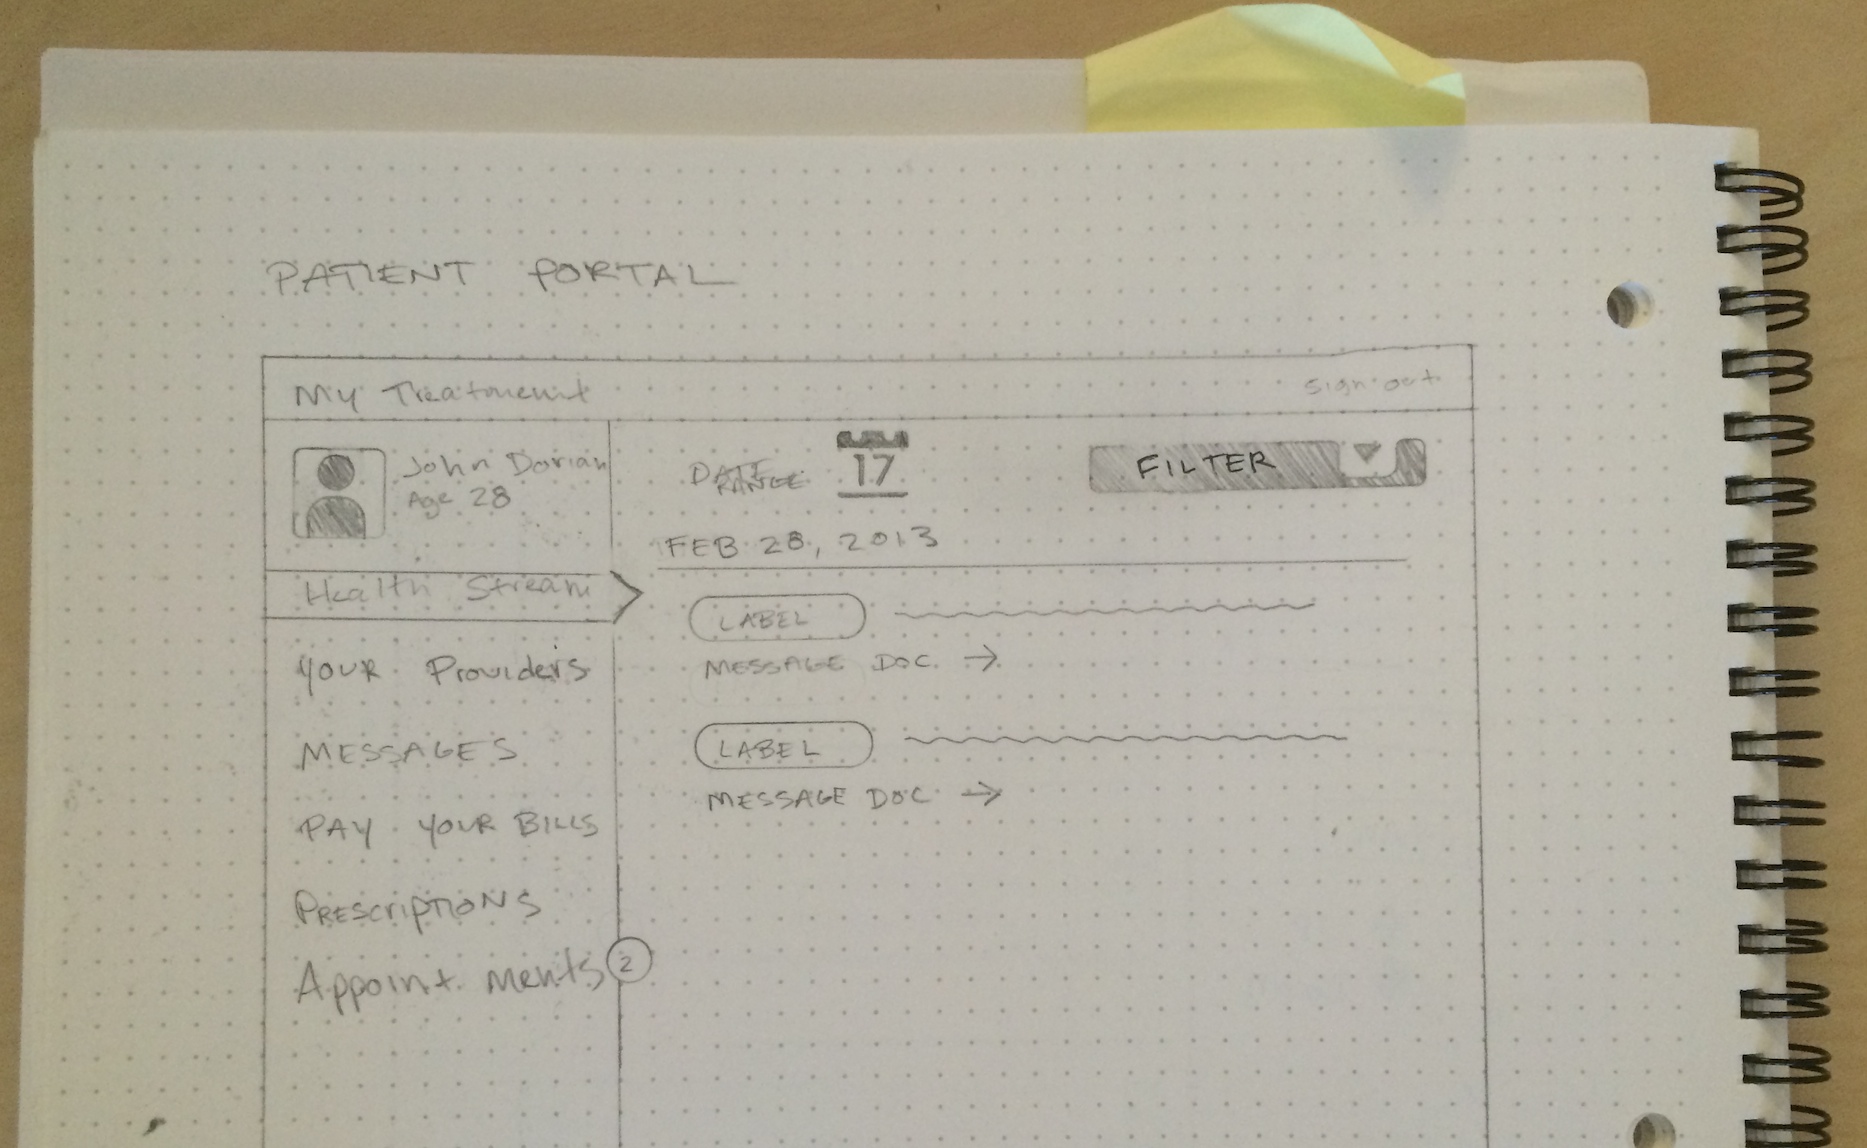 PATIENT PORTAL
My Treatment
sign out
John Dorian
Age 28
Health Stream
YOUR Providers
MESSAGES
PAY YOUR BILLS
PRESCRIPTIONS
Appointments 2
DATE
RANGE
17
FILTER
FEB 28, 2013
LABEL
MESSAGE DOC →
LABEL
MESSAGE DOC →